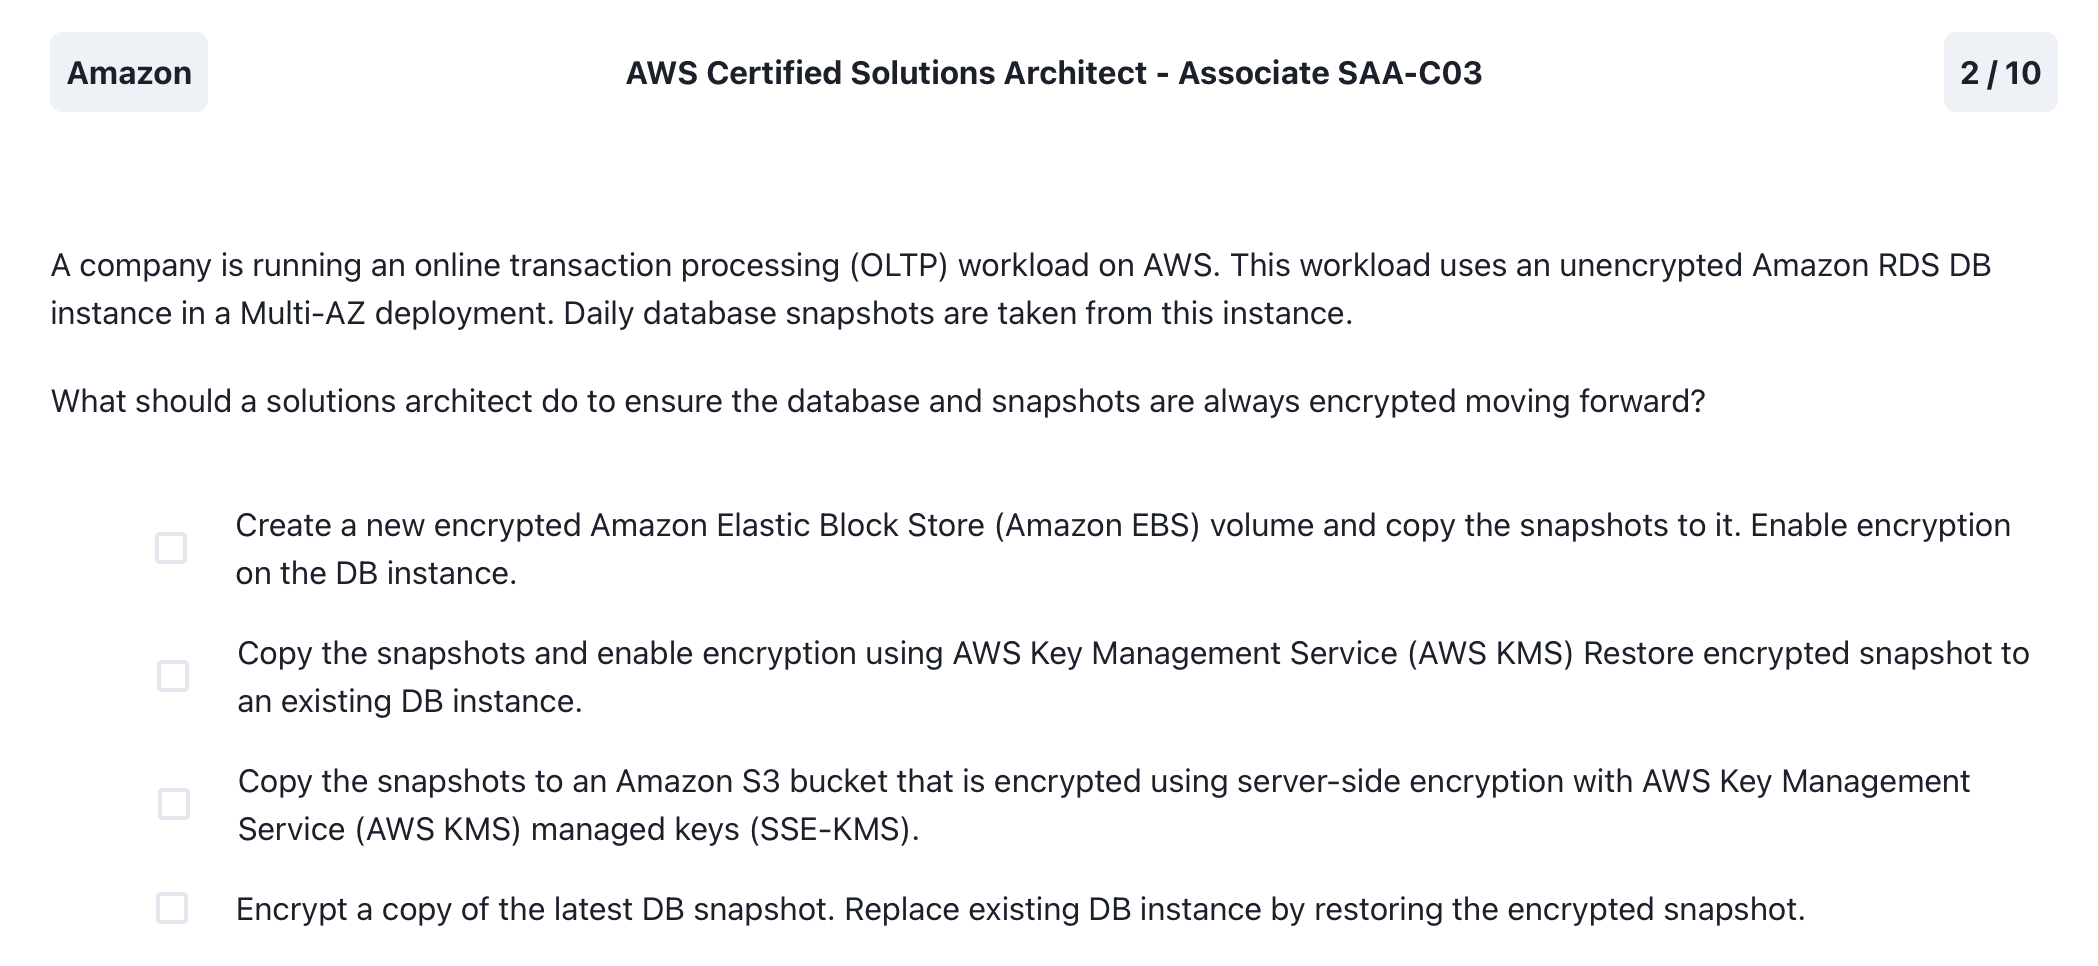 Amazon
AWS Certified Solutions Architect - Associate SAA-C03
2 / 10
A company is running an online transaction processing (OLTP) workload on AWS. This workload uses an unencrypted Amazon RDS DB
instance in a Multi-AZ deployment. Daily database snapshots are taken from this instance.
What should a solutions architect do to ensure the database and snapshots are always encrypted moving forward?
Create a new encrypted Amazon Elastic Block Store (Amazon EBS) volume and copy the snapshots to it. Enable encryption
on the DB instance.
Copy the snapshots and enable encryption using AWS Key Management Service (AWS KMS) Restore encrypted snapshot to
an existing DB instance.
Copy the snapshots to an Amazon S3 bucket that is encrypted using server-side encryption with AWS Key Management
Service (AWS KMS) managed keys (SSE-KMS).
Encrypt a copy of the latest DB snapshot. Replace existing DB instance by restoring the encrypted snapshot.